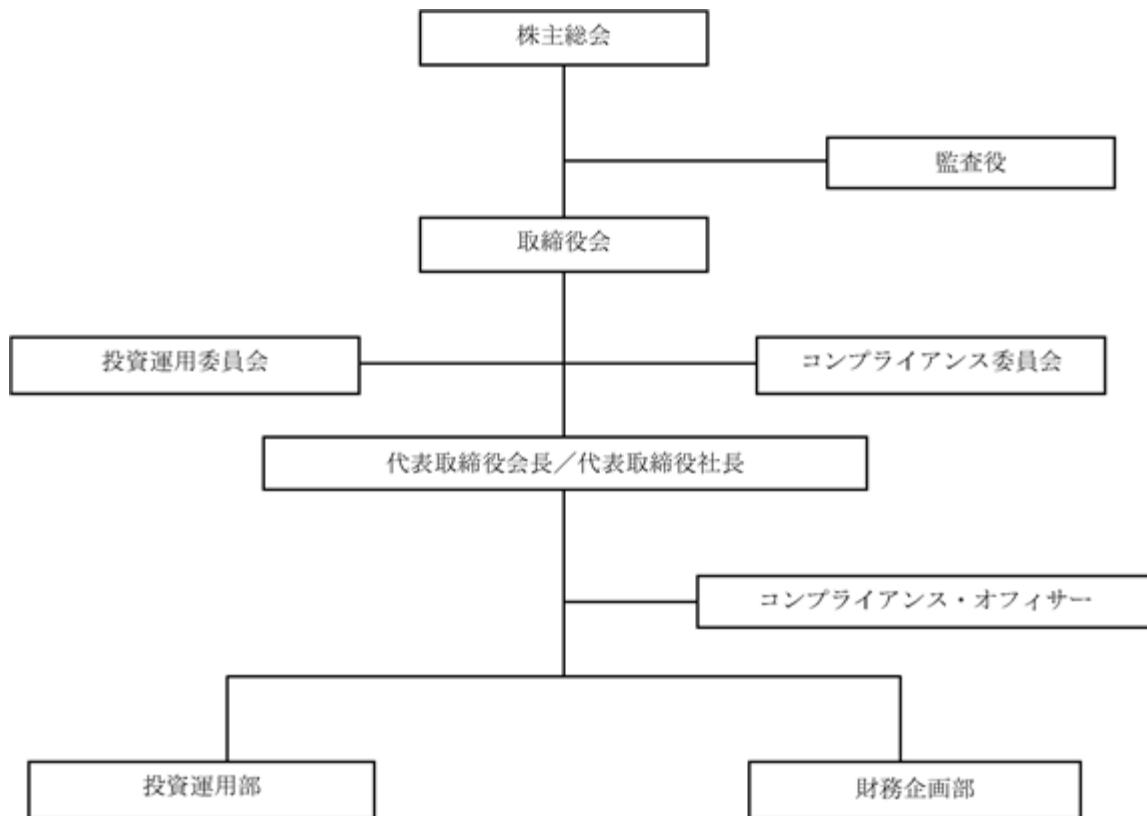 株主総会
監査役
取締役会
投資運用委員会
コンプライアンス委員会
代表取締役会長／代表取締役社長
コンプライアンス・オフィサー
投資運用部
財務企画部